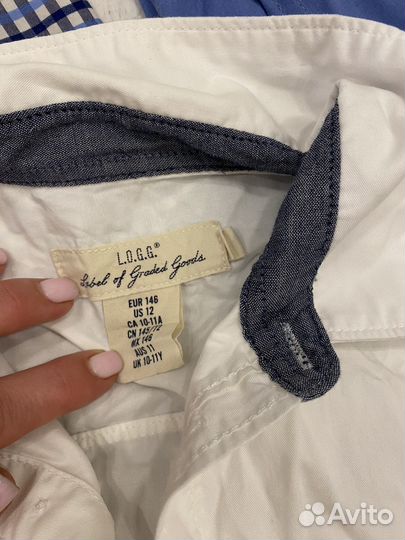 L.O.G.G.®
Label of Graded Goods
EUR 146
US 12
CA 10-11A
CN 145/72
MX 146
AUS 11
UK 10-11Y
Avito